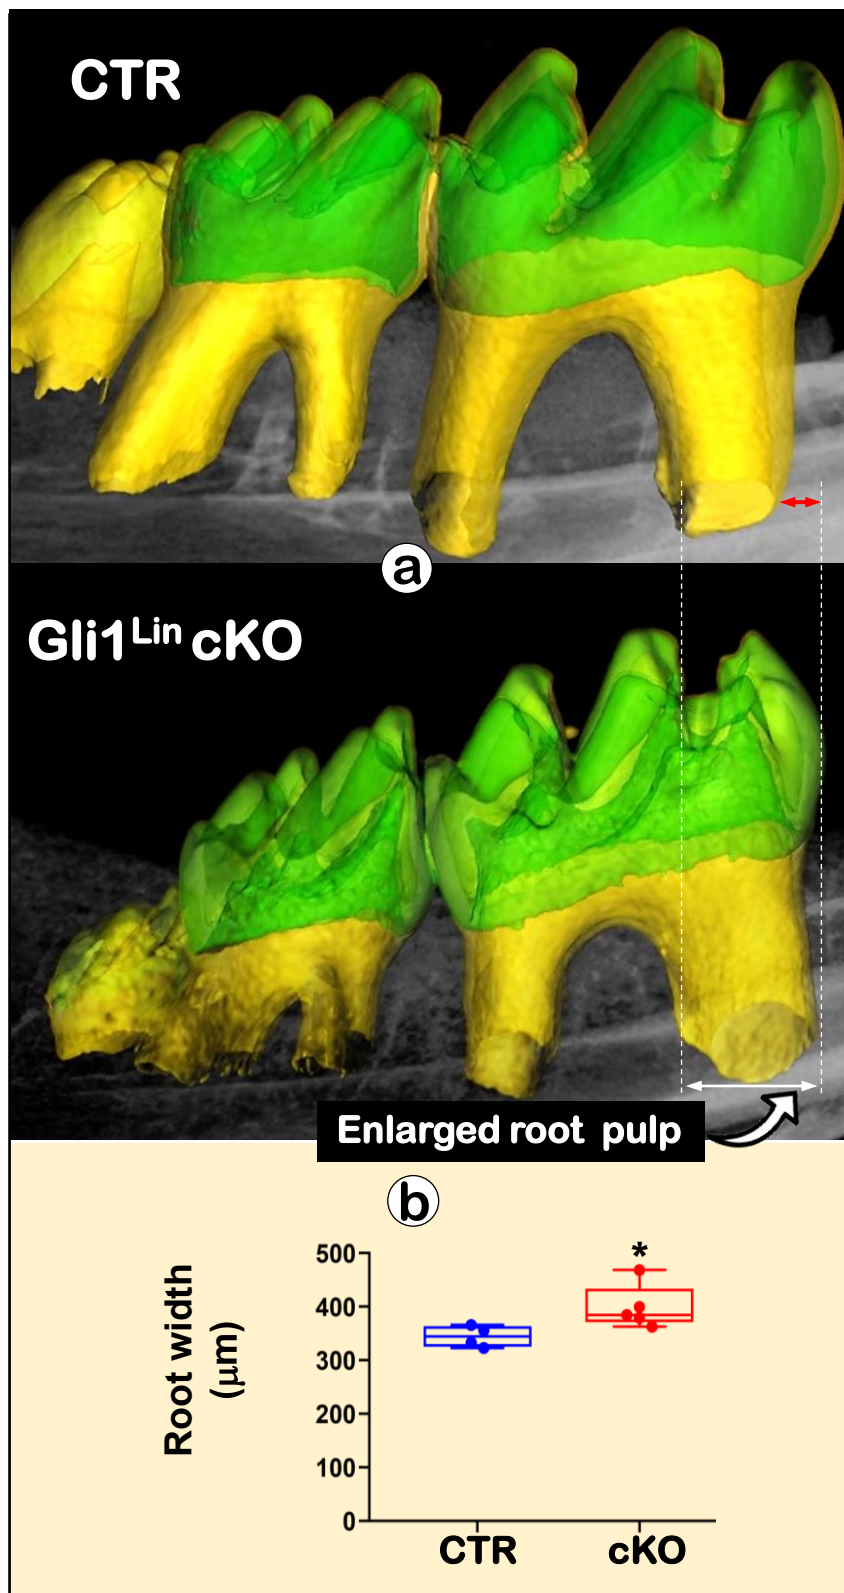 CTR
a
Gli1Lin cKO
Enlarged root pulp
b
*
500
400
300
200
100
0
Root width
(μm)
CTR cKO